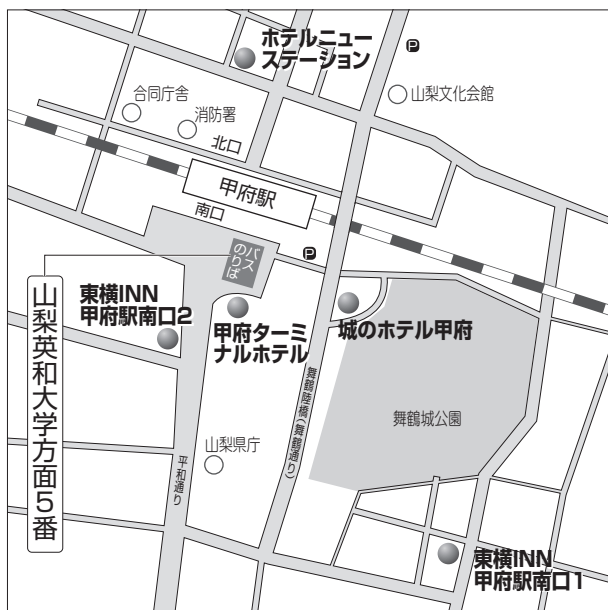 ホテルニュー
ステーション
P
合同庁舎
消防署
山梨文化会館
北口
甲府駅
南口
P
バス
のりば
山梨英和大学方面5番
東横INN
甲府駅南口2
甲府ターミ
ナルホテル
城のホテル甲府
舞鶴陸橋(舞鶴通り)
舞鶴城公園
山梨県庁
平和通り
東横INN
甲府駅南口1